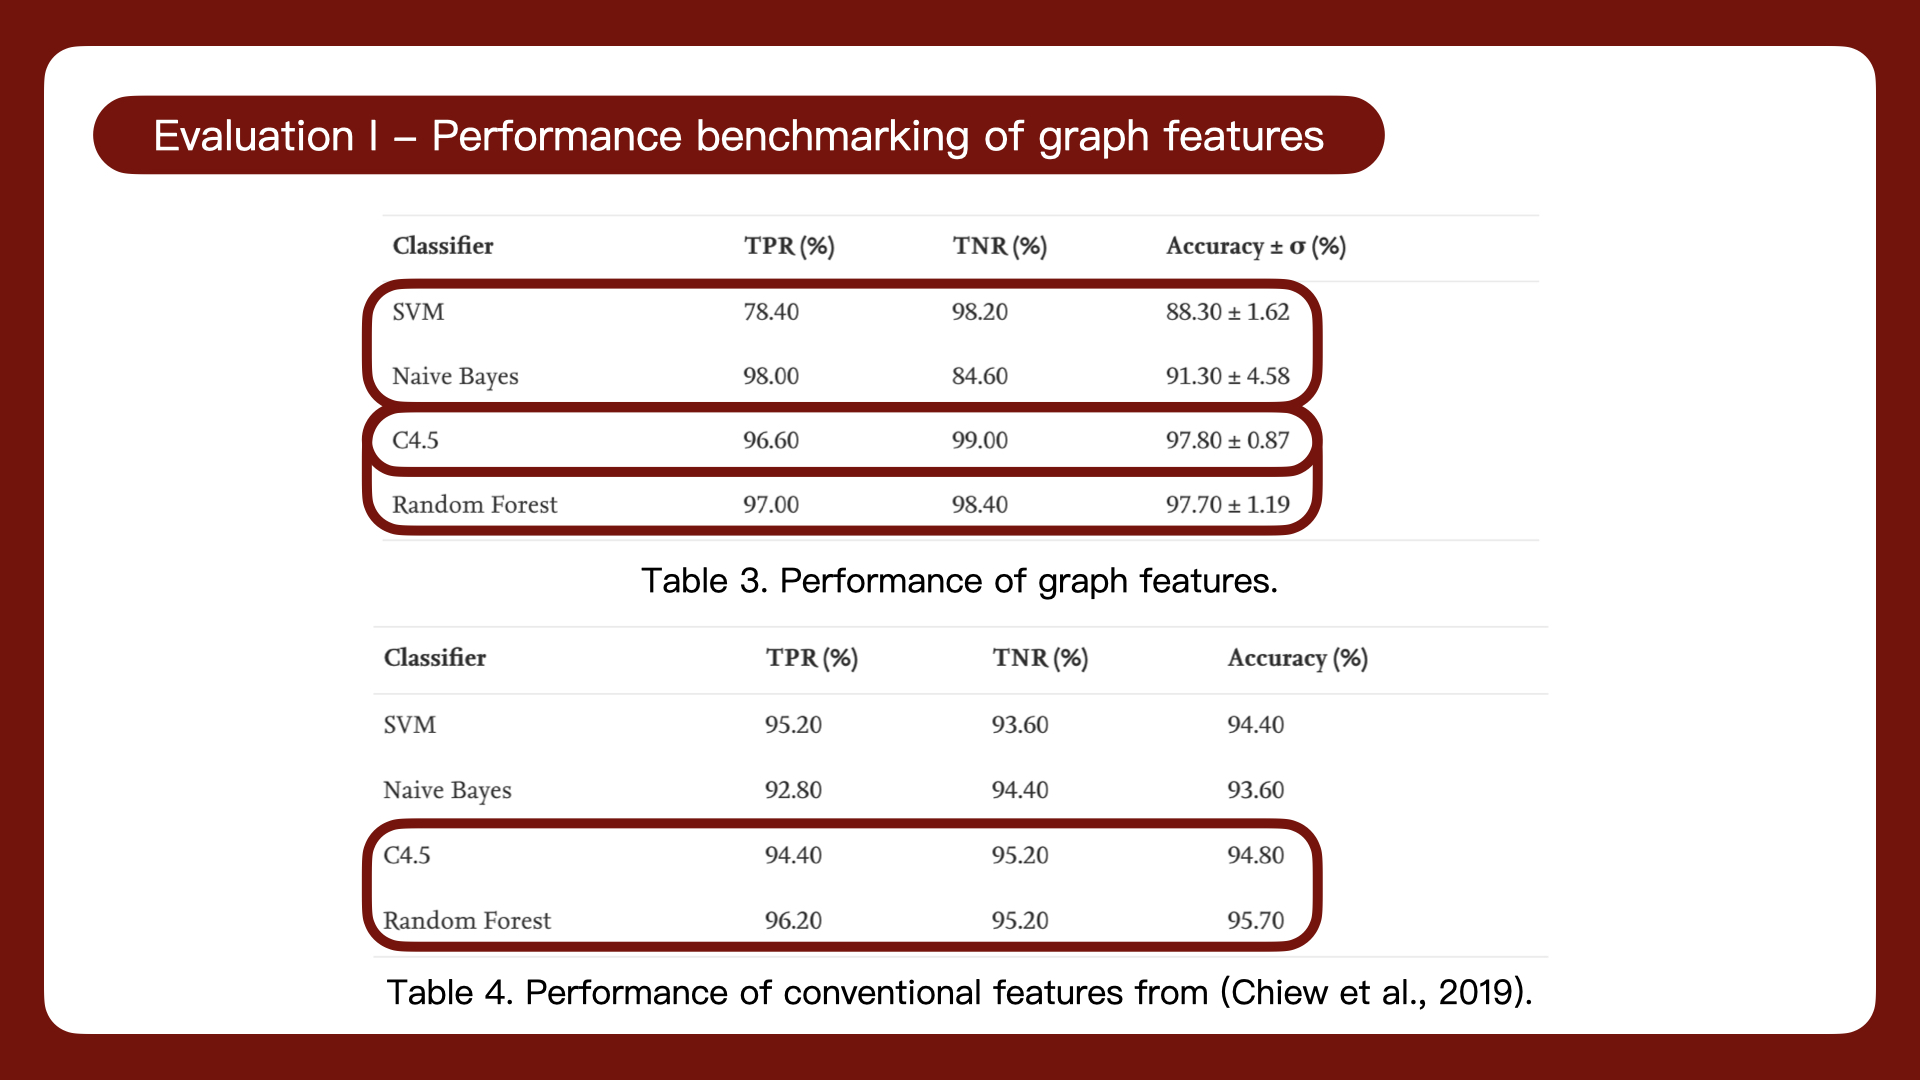 Evaluation I – Performance benchmarking of graph features
Classifier TPR (%) TNR (%) Accuracy ± σ (%)
SVM 78.40 98.20 88.30 ± 1.62
Naive Bayes 98.00 84.60 91.30 ± 4.58
C4.5 96.60 99.00 97.80 ± 0.87
Random Forest 97.00 98.40 97.70 ± 1.19
Table 3. Performance of graph features.
Classifier TPR (%) TNR (%) Accuracy (%)
SVM 95.20 93.60 94.40
Naive Bayes 92.80 94.40 93.60
C4.5 94.40 95.20 94.80
Random Forest 96.20 95.20 95.70
Table 4. Performance of conventional features from (Chiew et al., 2019).